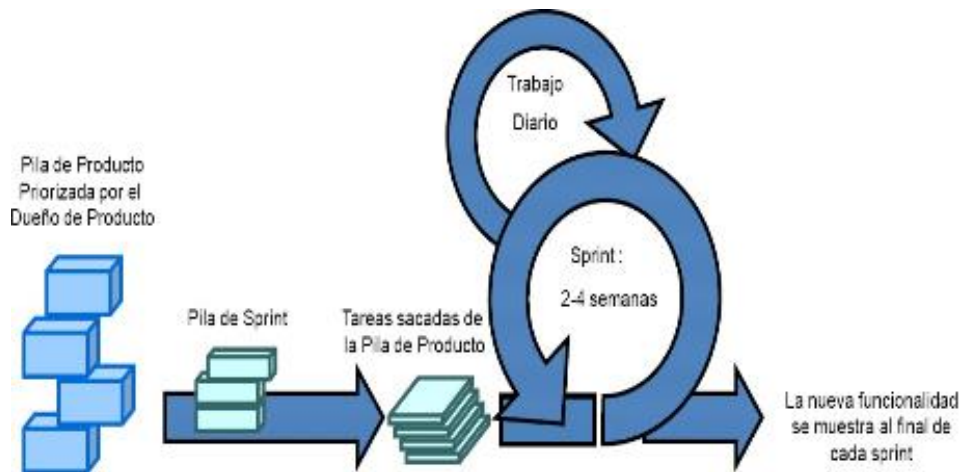 Trabajo
Diario
Pila de Producto
Priorizada por el
Dueño de Producto
Sprint :
2-4 semanas
Pila de Sprint
Tareas sacadas de
la Pila de Producto
La nueva funcionalidad
se muestra al final de
cada sprint